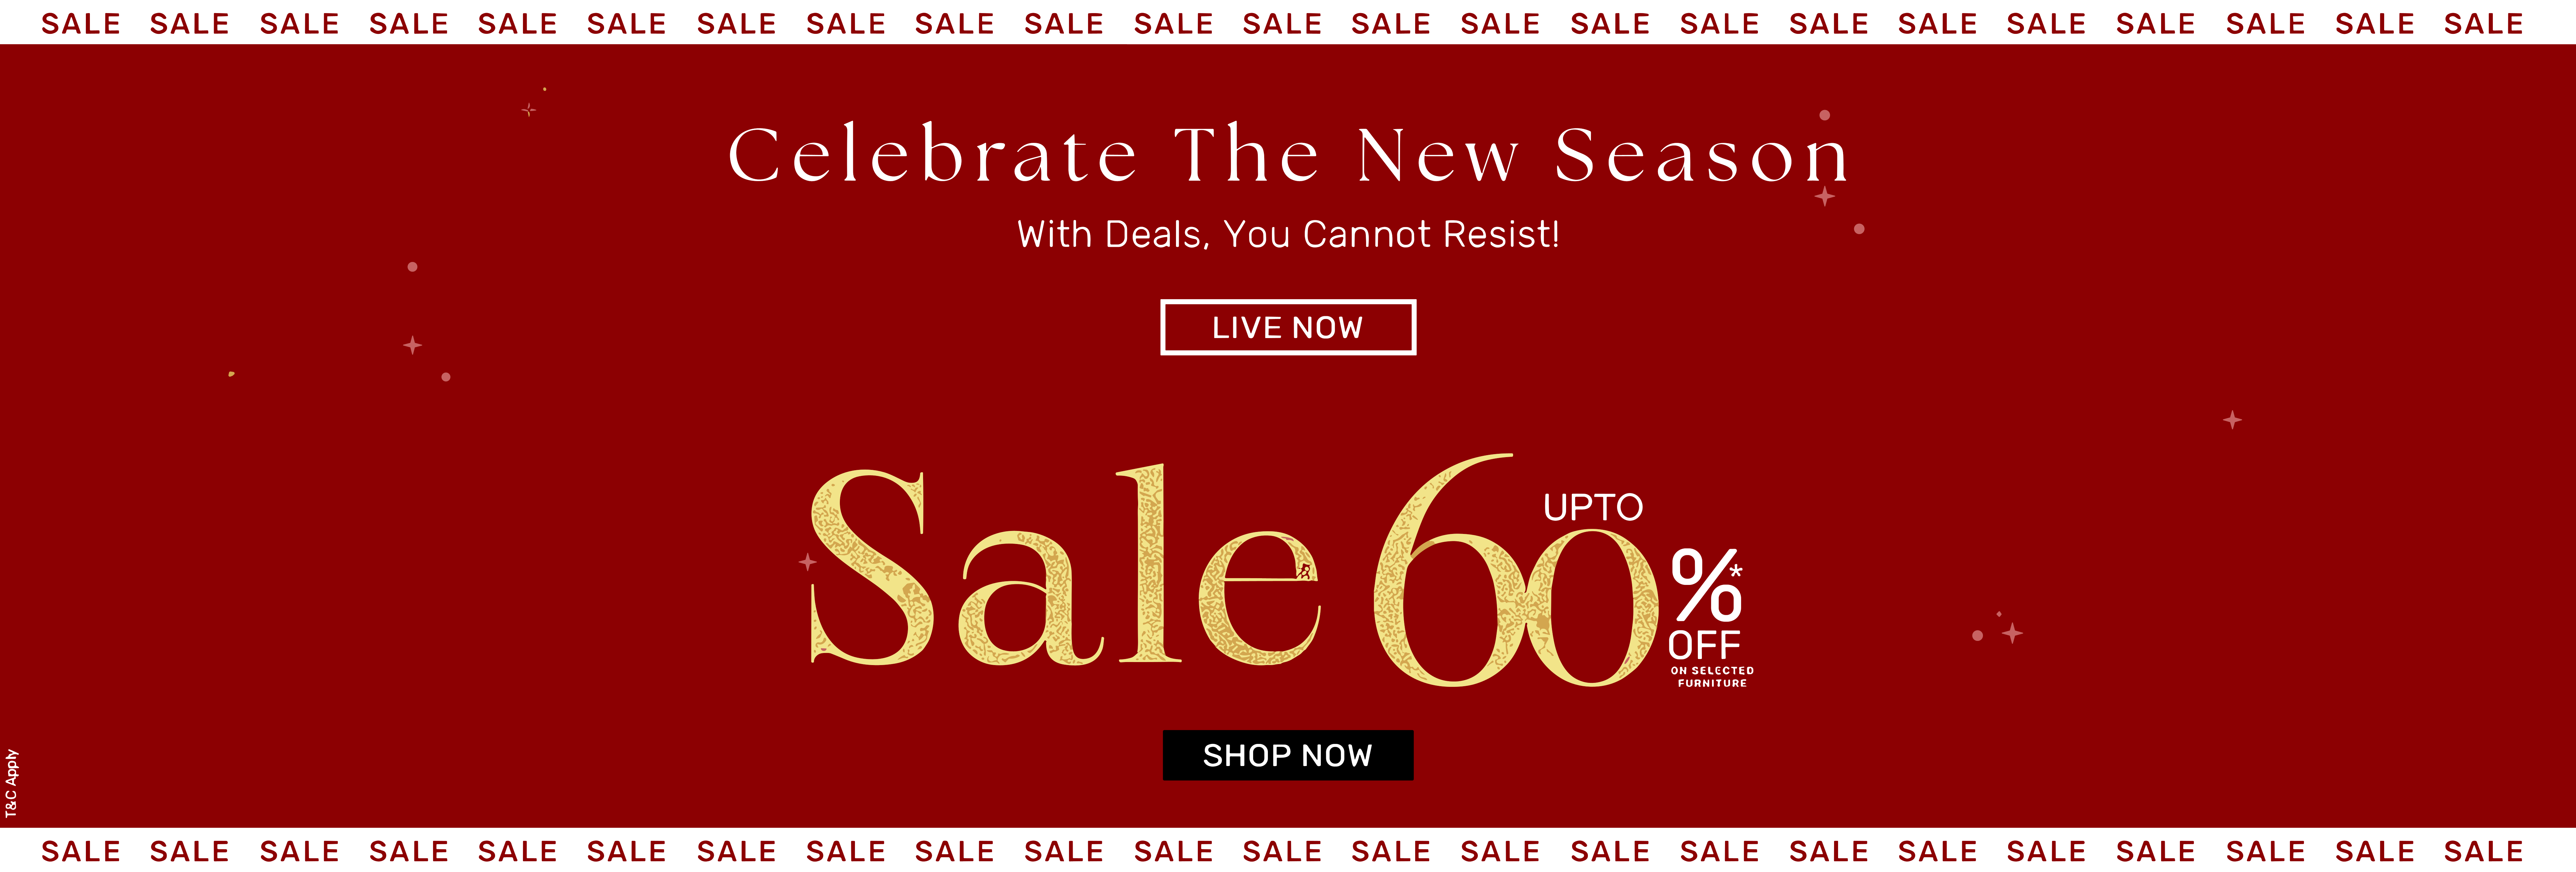 SALE SALE SALE SALE SALE SALE SALE SALE SALE SALE SALE SALE SALE SALE SALE SALE SALE SALE SALE SALE SALE SALE SALE
Celebrate The New Season
With Deals, You Cannot Resist!
LIVE NOW
Sale UPTO 60%*
OFF
ON SELECTED
FURNITURE
SHOP NOW
T&C Apply
SALE SALE SALE SALE SALE SALE SALE SALE SALE SALE SALE SALE SALE SALE SALE SALE SALE SALE SALE SALE SALE SALE SALE